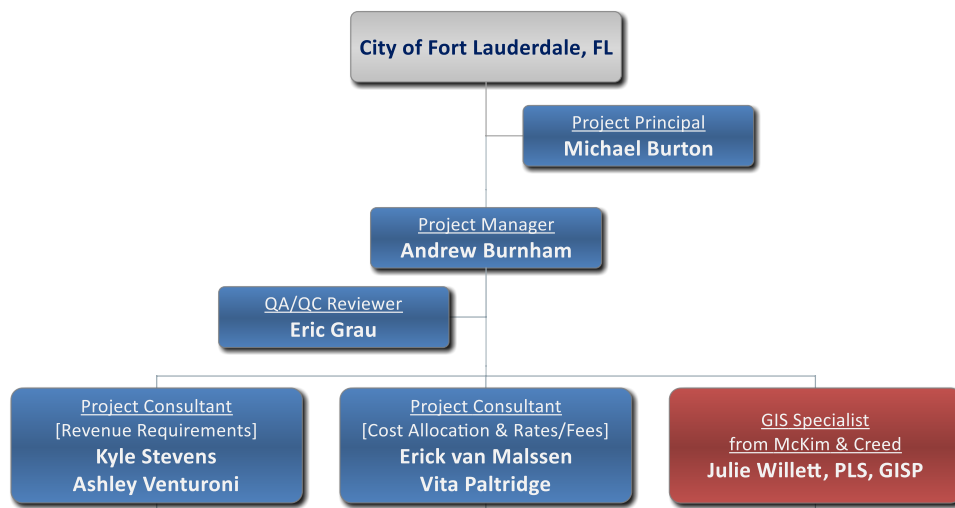 City of Fort Lauderdale, FL
Project Principal
Michael Burton
Project Manager
Andrew Burnham
QA/QC Reviewer
Eric Grau
Project Consultant
[Revenue Requirements]
Kyle Stevens
Ashley Venturoni
Project Consultant
[Cost Allocation & Rates/Fees]
Erick van Malssen
Vita Paltridge
GIS Specialist
from McKim & Creed
Julie Willett, PLS, GISP